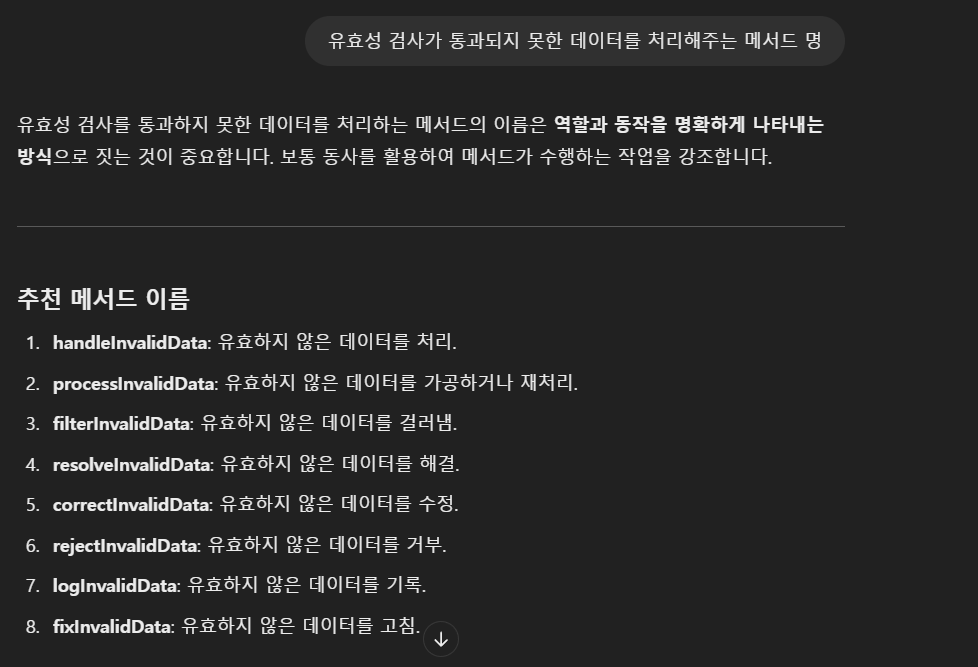 유효성 검사가 통과되지 못한 데이터를 처리해주는 메서드 명
유효성 검사를 통과하지 못한 데이터를 처리하는 메서드의 이름은 역할과 동작을 명확하게 나타내는
방식으로 짓는 것이 중요합니다. 보통 동사를 활용하여 메서드가 수행하는 작업을 강조합니다.
추천 메서드 이름
1. handleInvalidData: 유효하지 않은 데이터를 처리.
2. processInvalidData: 유효하지 않은 데이터를 가공하거나 재처리.
3. filterInvalidData: 유효하지 않은 데이터를 걸러냄.
4. resolveInvalidData: 유효하지 않은 데이터를 해결.
5. correctInvalidData: 유효하지 않은 데이터를 수정.
6. rejectInvalidData: 유효하지 않은 데이터를 거부.
7. logInvalidData: 유효하지 않은 데이터를 기록.
8. fixInvalidData: 유효하지 않은 데이터를 고침.